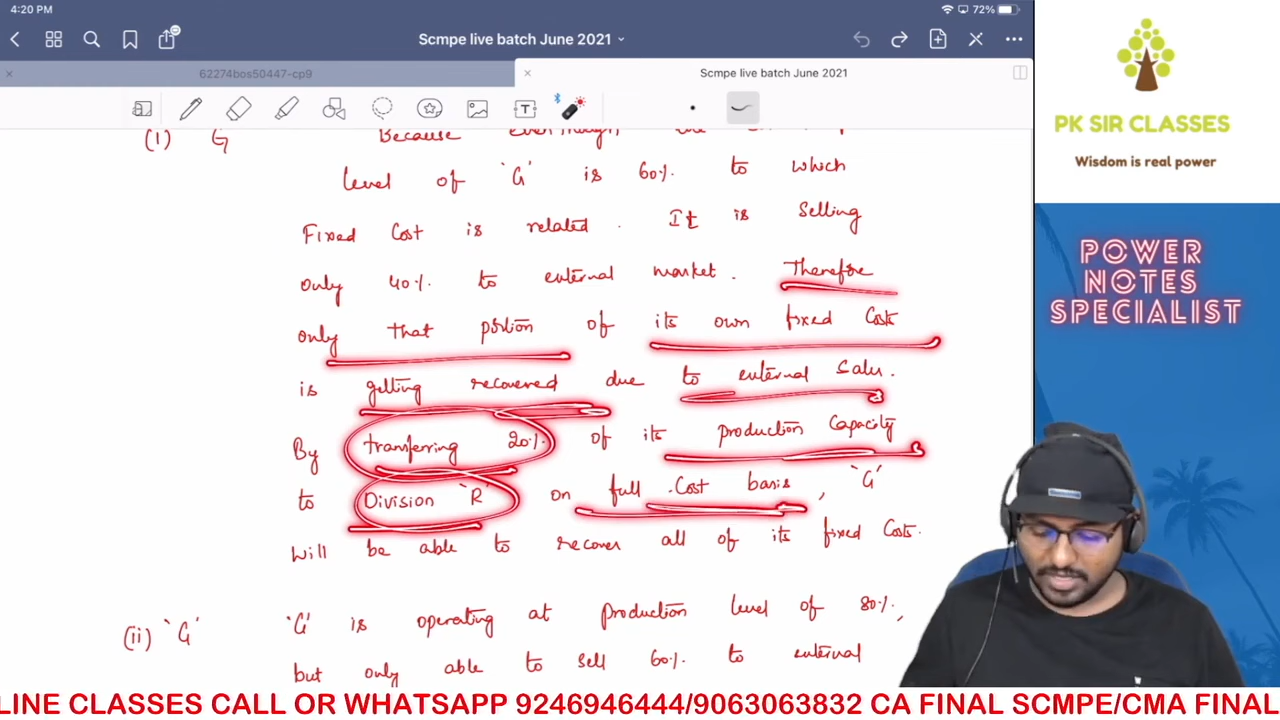 4:20 PM
72%
Scmpe live batch June 2021
62274bos50447-cp9
Scmpe live batch June 2021
PK SIR CLASSES
Wisdom is real power
POWER
NOTES
SPECIALIST
(i) G Because even though
level of 'G' is 60% to which
Fixed Cost is related. It is Selling
only 40% to external market. Therefore
only that portion of its own fixed Costs
is getting recovered due to external Sales.
By transferring 20% of its production Capacity
to Division 'R' on full Cost basis, 'G'
will be able to recover all of its fixed Costs.
(ii) 'G' 'G' is operating at production level of 80%,
but only able to sell 60% to external
LINE CLASSES CALL OR WHATSAPP 9246946444/9063063832 CA FINAL SCMPE/CMA FINAL